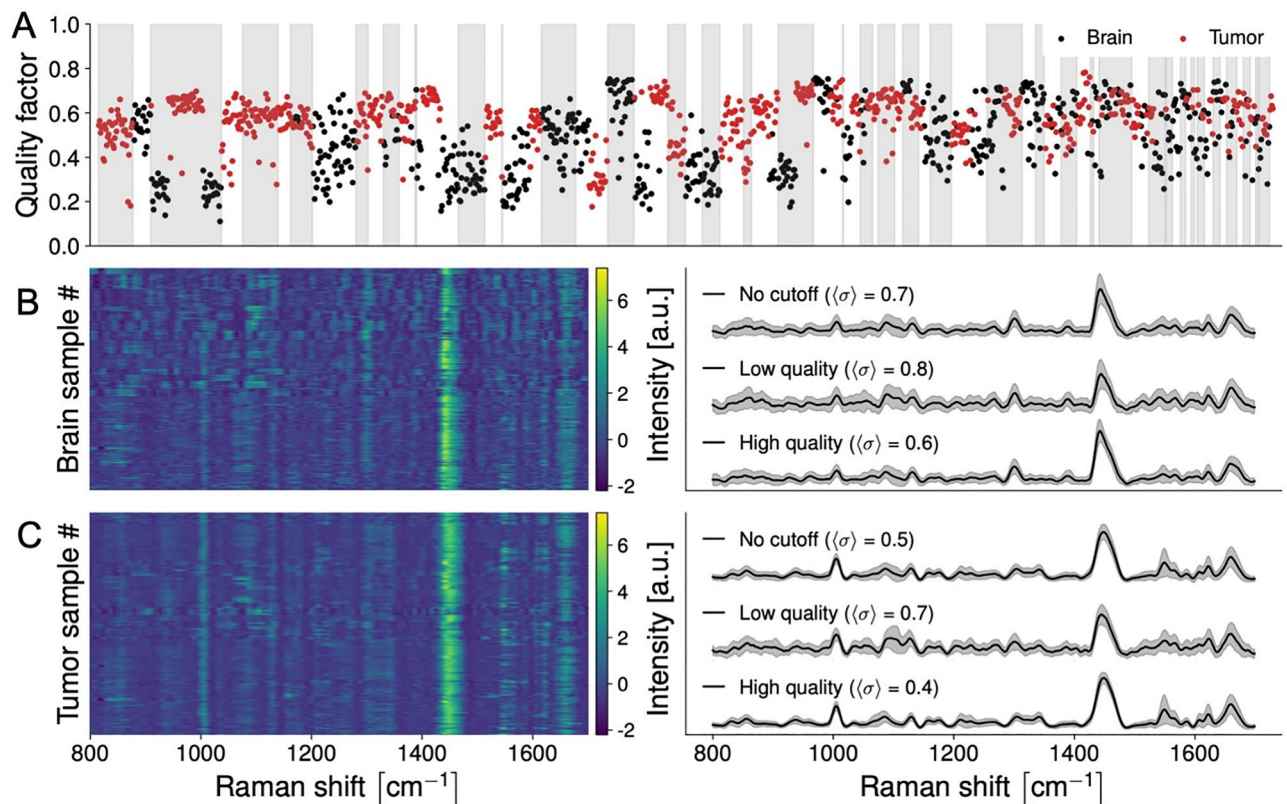 A
Quality factor
1.0
0.8
0.6
0.4
0.2
0.0
Brain
Tumor
B
Brain sample #
6
4
2
0
-2
Intensity [a.u.]
No cutoff (⟨σ⟩ = 0.7)
Low quality (⟨σ⟩ = 0.8)
High quality (⟨σ⟩ = 0.6)
C
Tumor sample #
6
4
2
0
-2
Intensity [a.u.]
No cutoff (⟨σ⟩ = 0.5)
Low quality (⟨σ⟩ = 0.7)
High quality (⟨σ⟩ = 0.4)
800 1000 1200 1400 1600
Raman shift [cm⁻¹]
800 1000 1200 1400 1600
Raman shift [cm⁻¹]